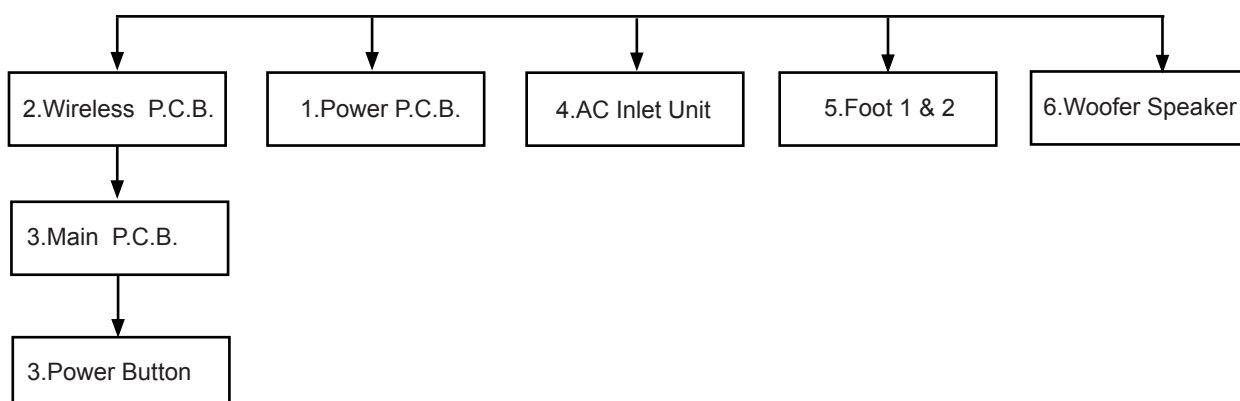 2.Wireless P.C.B.
1.Power P.C.B.
4.AC Inlet Unit
5.Foot 1 & 2
6.Woofer Speaker
3.Main P.C.B.
3.Power Button